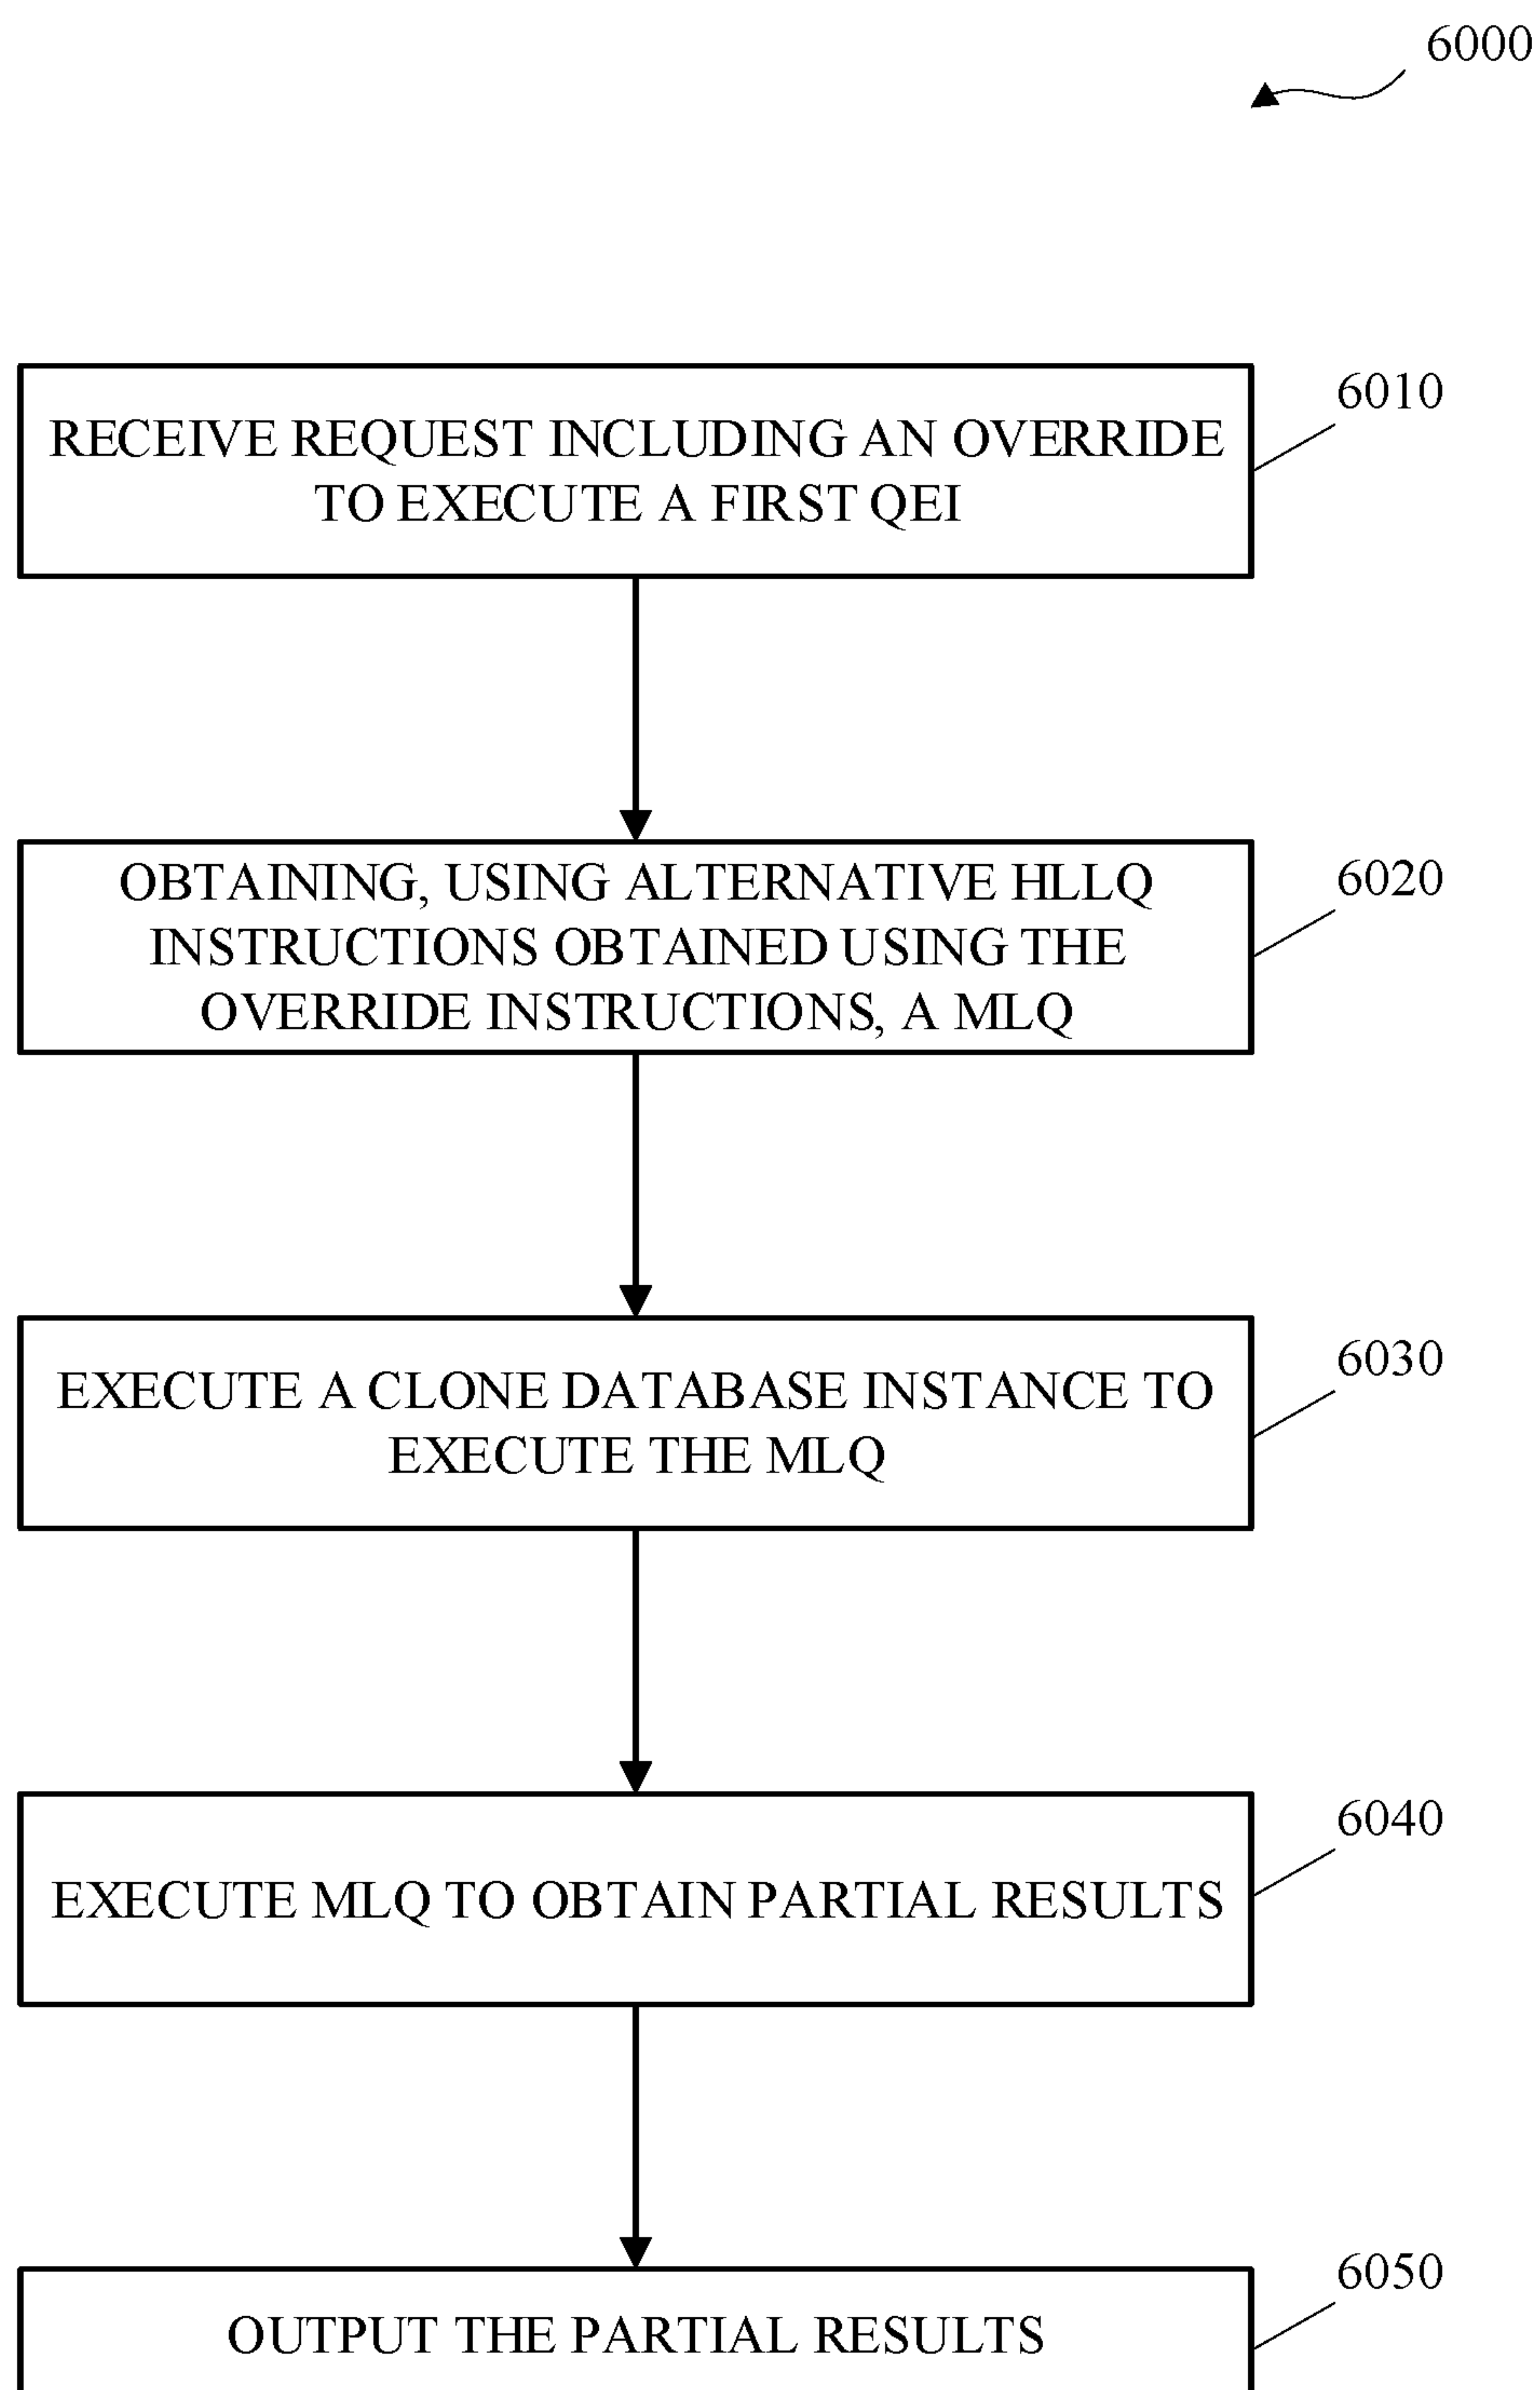 6000
6010
RECEIVE REQUEST INCLUDING AN OVERRIDE
TO EXECUTE A FIRST QEI
6020
OBTAINING, USING ALTERNATIVE HLLQ
INSTRUCTIONS OBTAINED USING THE
OVERRIDE INSTRUCTIONS, A MLQ
6030
EXECUTE A CLONE DATABASE INSTANCE TO
EXECUTE THE MLQ
6040
EXECUTE MLQ TO OBTAIN PARTIAL RESULTS
6050
OUTPUT THE PARTIAL RESULTS